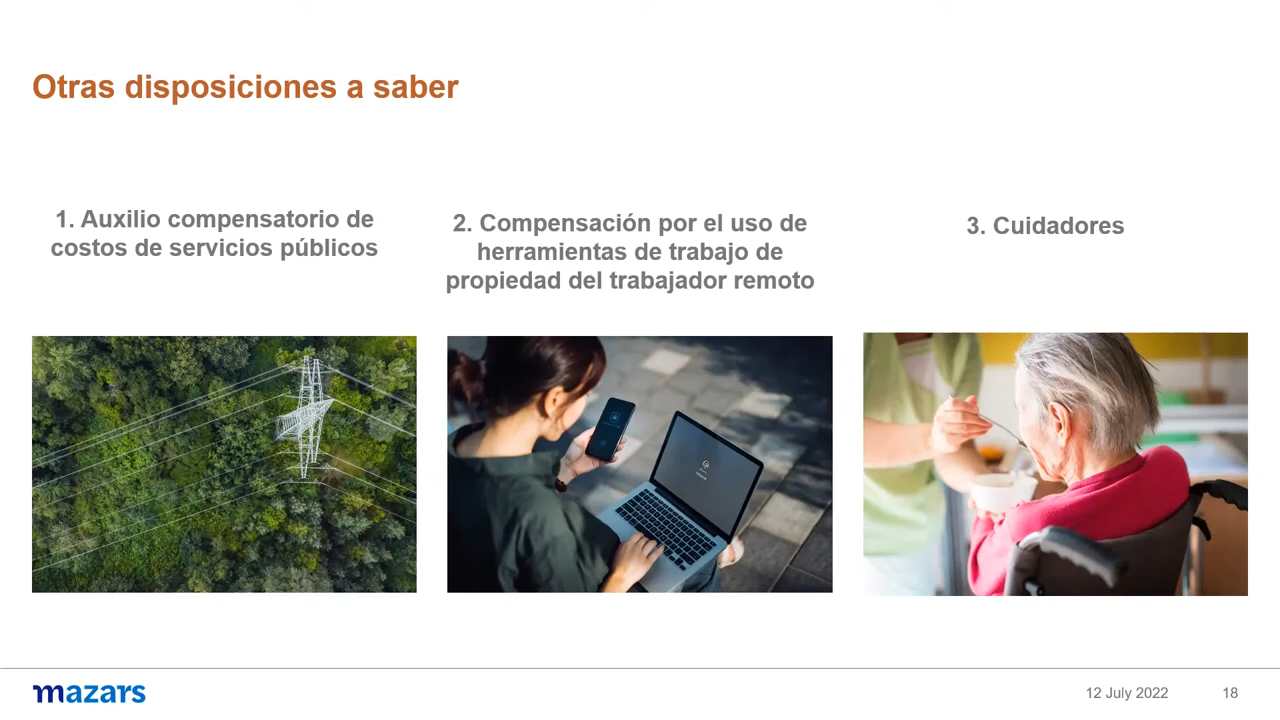 Otras disposiciones a saber
1. Auxilio compensatorio de
costos de servicios públicos
2. Compensación por el uso de
herramientas de trabajo de
propiedad del trabajador remoto
3. Cuidadores
mazars
12 July 2022
18